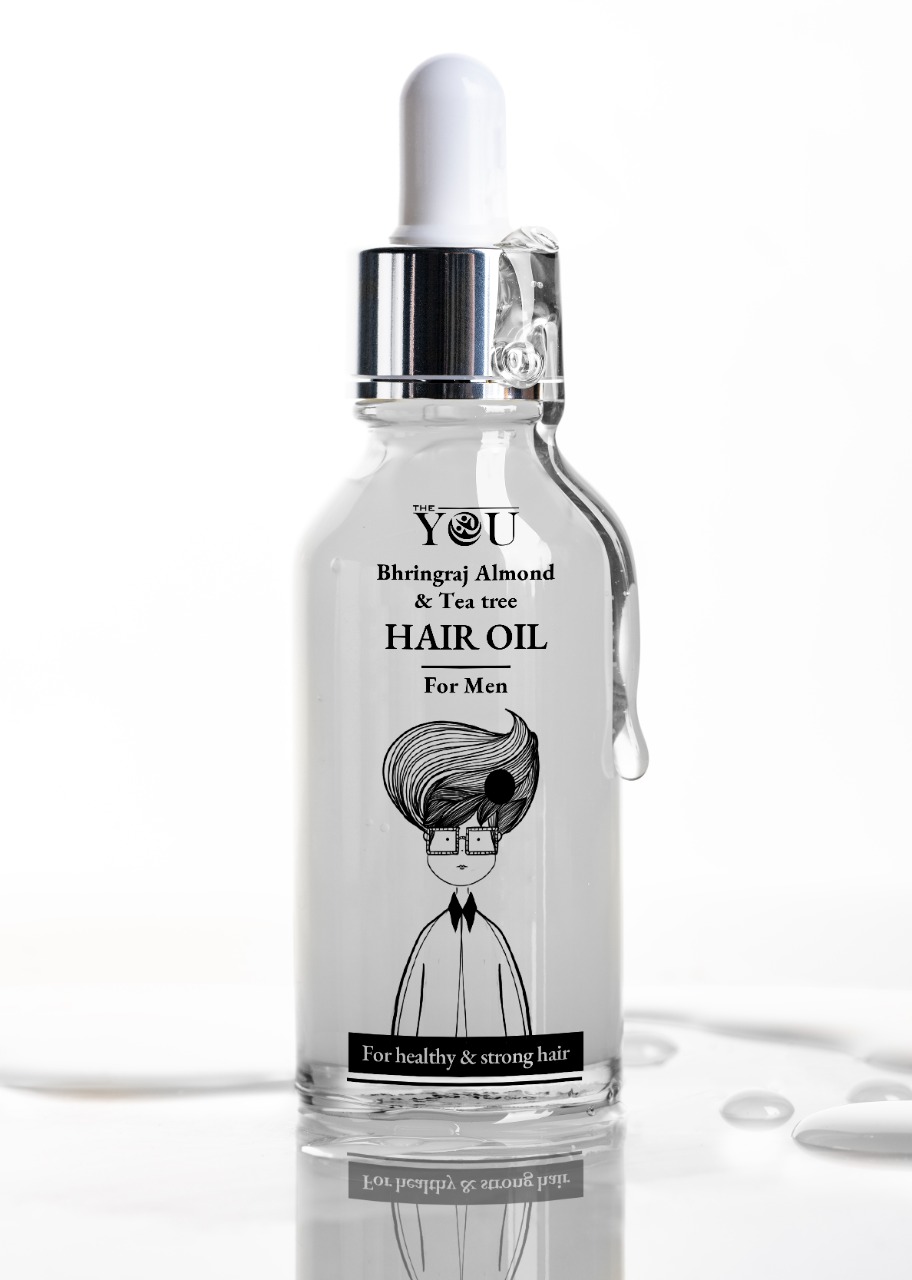 THE
YOU
Bhringraj Almond
& Tea tree
HAIR OIL
For Men
For healthy & strong hair
For healthy & strong hair